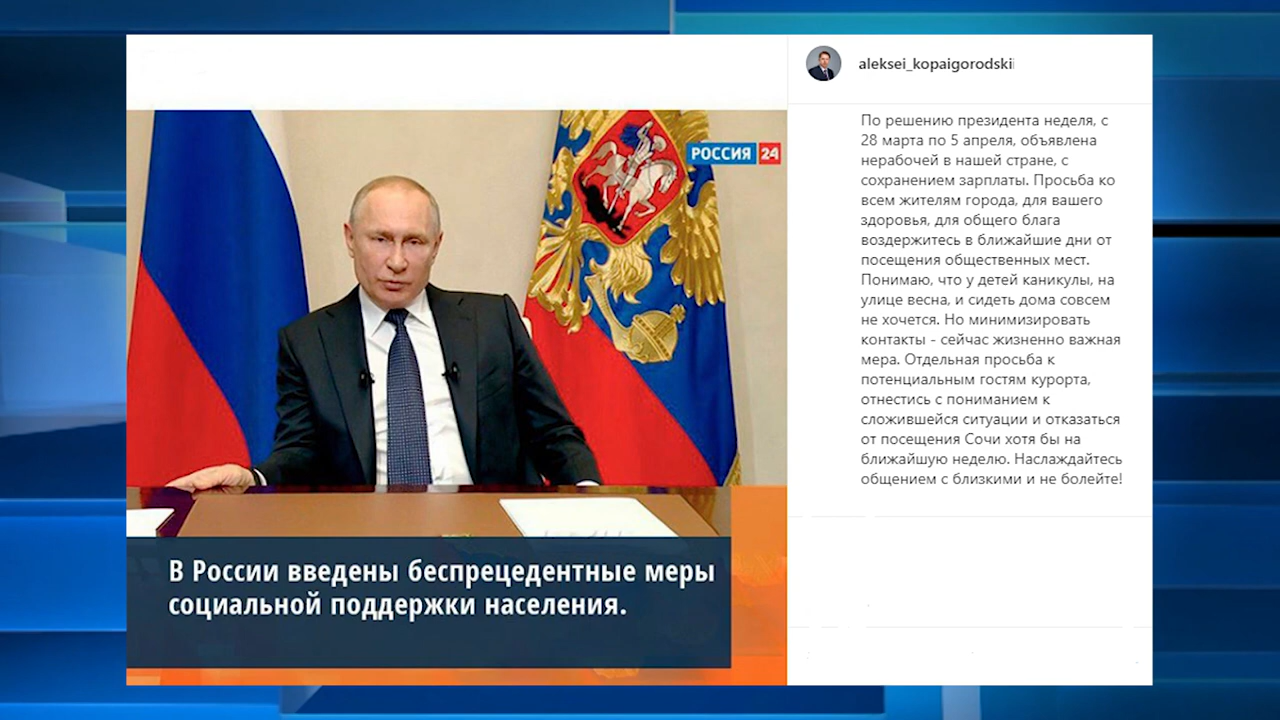 РОССИЯ 24
В России введены беспрецедентные меры
социальной поддержки населения.
aleksei_kopaigorodskii
По решению президента неделя, с
28 марта по 5 апреля, объявлена
нерабочей в нашей стране, с
сохранением зарплаты. Просьба ко
всем жителям города, для вашего
здоровья, для общего блага
воздержитесь в ближайшие дни от
посещения общественных мест.
Понимаю, что у детей каникулы, на
улице весна, и сидеть дома совсем
не хочется. Но минимизировать
контакты - сейчас жизненно важная
мера. Отдельная просьба к
потенциальным гостям курорта,
отнестись с пониманием к
сложившейся ситуации и отказаться
от посещения Сочи хотя бы на
ближайшую неделю. Наслаждайтесь
общением с близкими и не болейте!